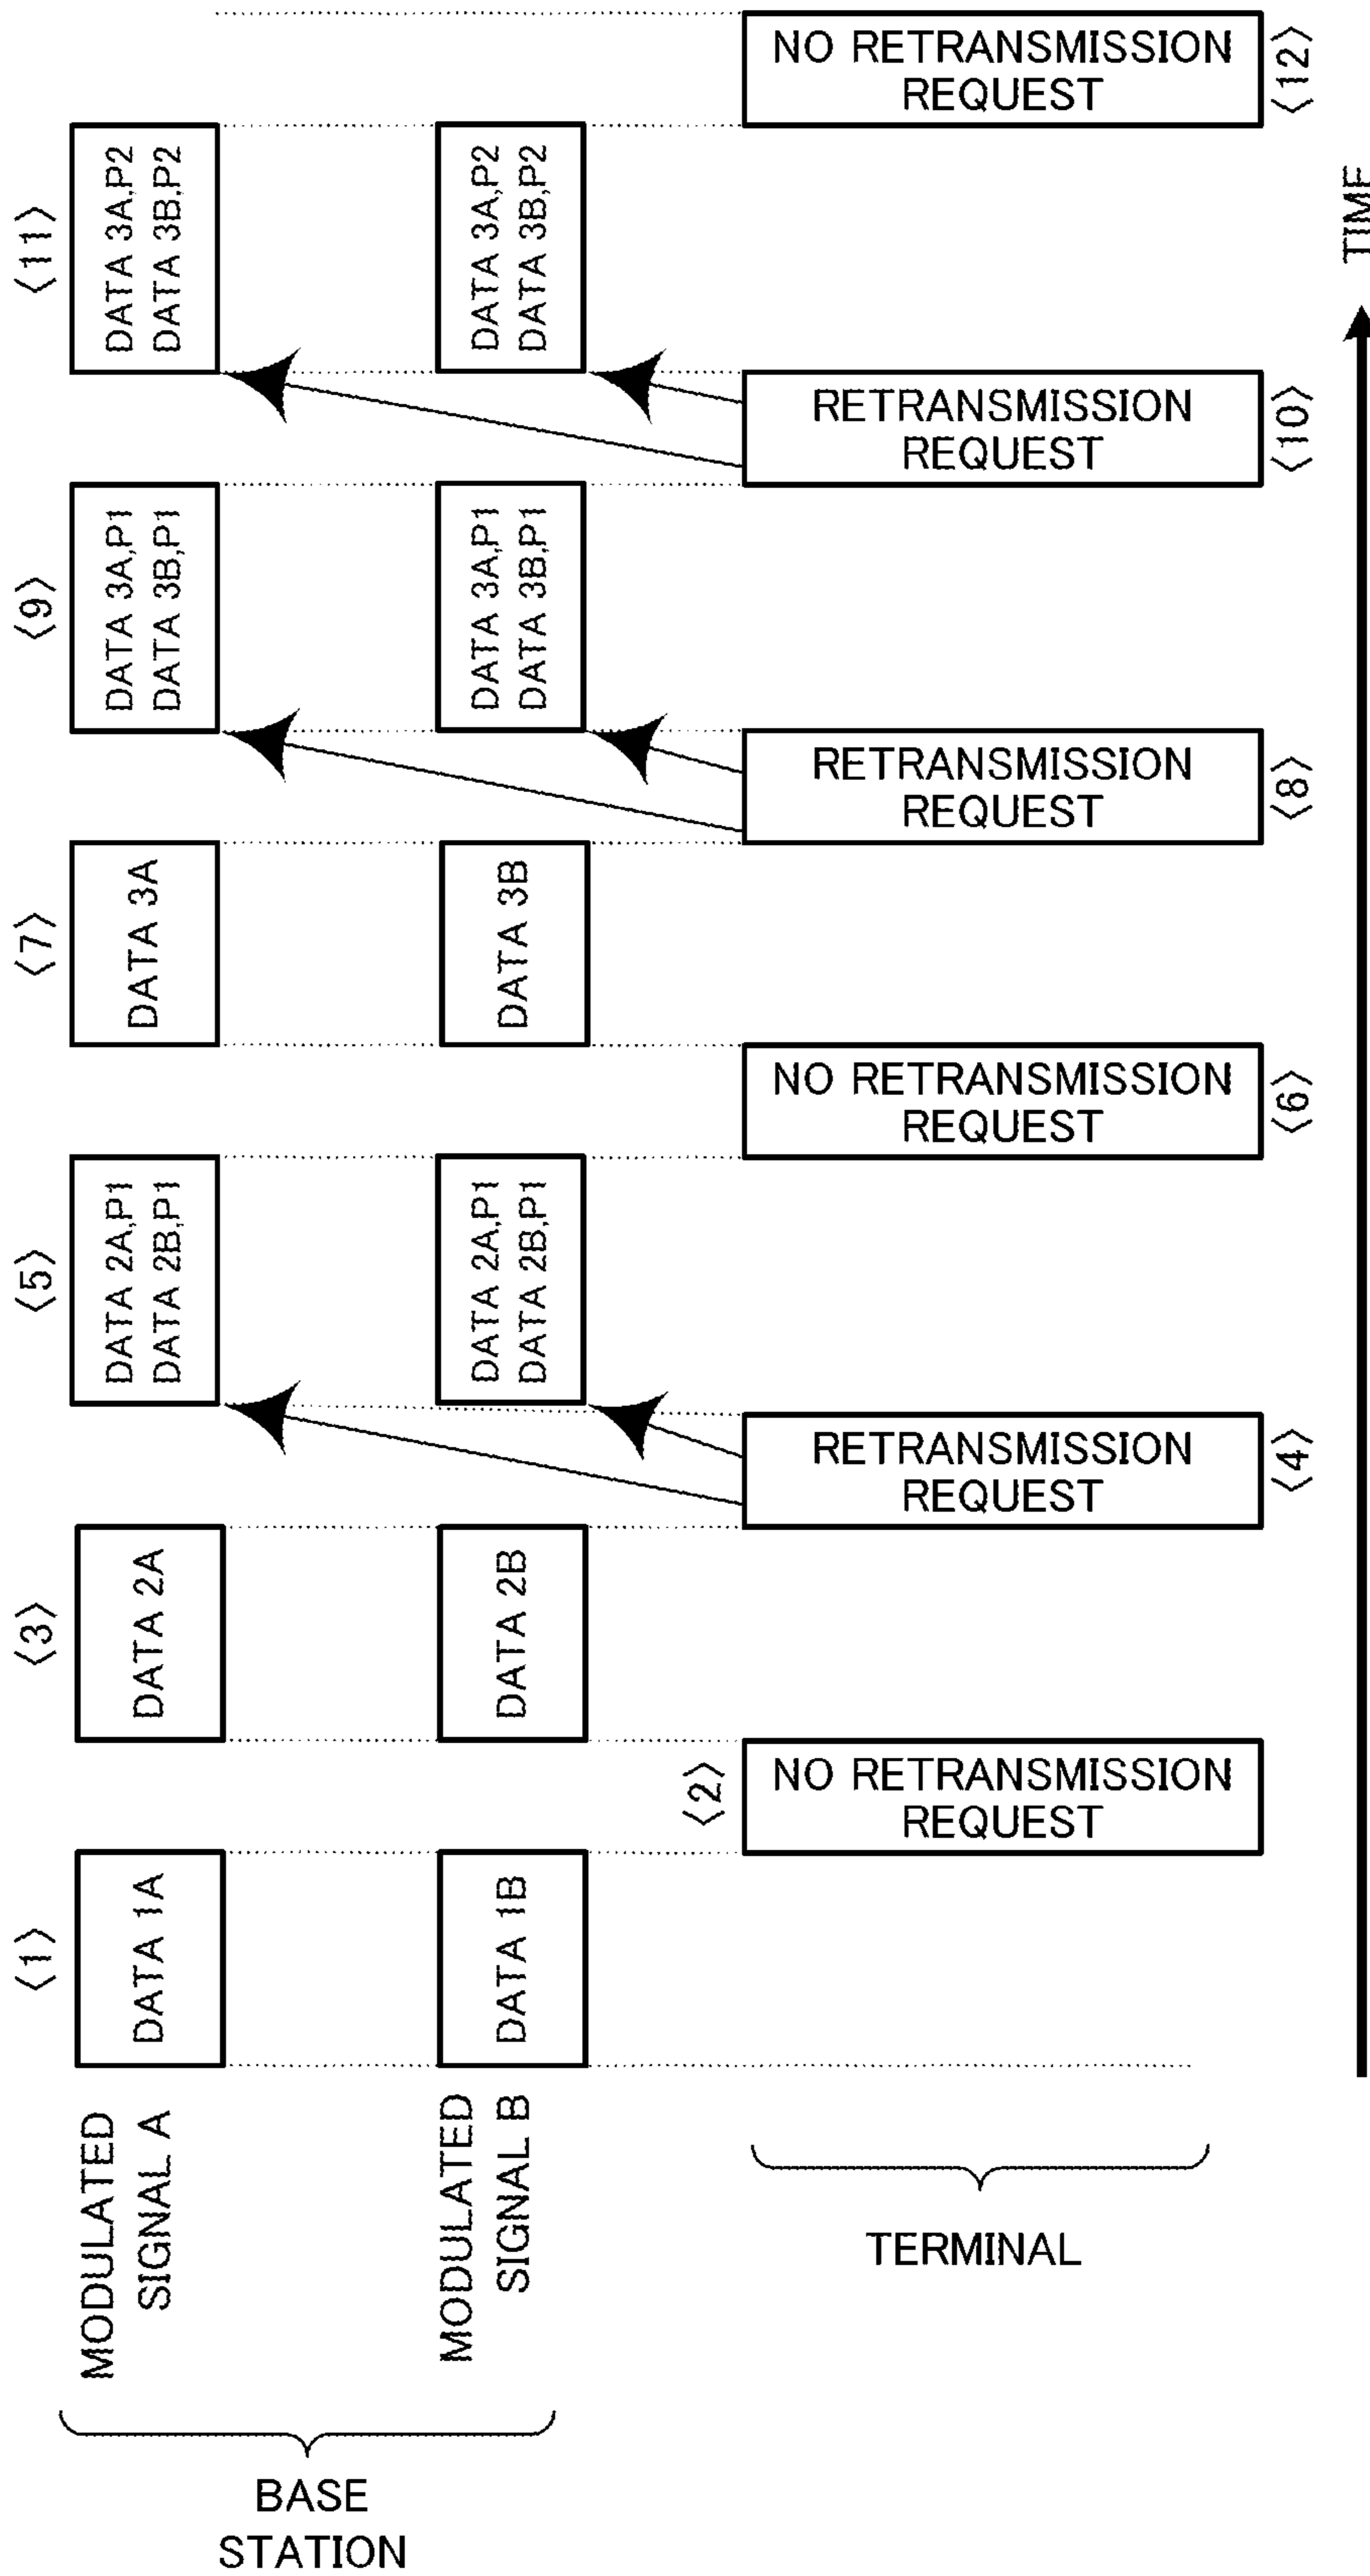 BASE
STATION
MODULATED
SIGNAL A
MODULATED
SIGNAL B
TERMINAL
〈1〉
DATA 1A
DATA 1B
〈2〉
NO RETRANSMISSION
REQUEST
〈3〉
DATA 2A
DATA 2B
RETRANSMISSION
REQUEST
〈4〉
〈5〉
DATA 2A,P1
DATA 2B,P1
DATA 2A,P1
DATA 2B,P1
NO RETRANSMISSION
REQUEST
〈6〉
〈7〉
DATA 3A
DATA 3B
RETRANSMISSION
REQUEST
〈8〉
〈9〉
DATA 3A,P1
DATA 3B,P1
DATA 3A,P1
DATA 3B,P1
RETRANSMISSION
REQUEST
〈10〉
〈11〉
DATA 3A,P2
DATA 3B,P2
DATA 3A,P2
DATA 3B,P2
NO RETRANSMISSION
REQUEST
〈12〉
TIME